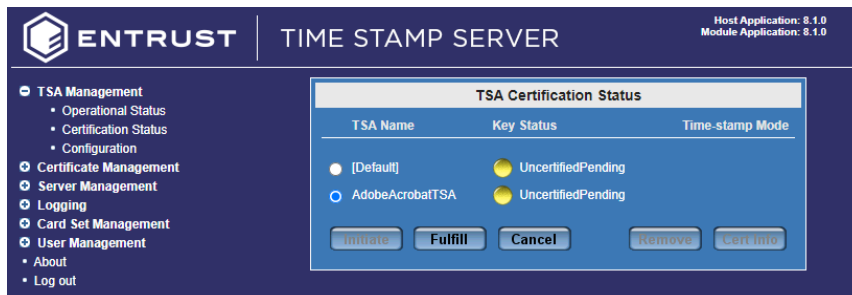 ENTRUST
TIME STAMP SERVER
Host Application: 8.1.0
Module Application: 8.1.0
TSA Management
Operational Status
Certification Status
Configuration
Certificate Management
Server Management
Logging
Card Set Management
User Management
About
Log out
TSA Certification Status
TSA Name Key Status Time-stamp Mode
[Default] UncertifiedPending
AdobeAcrobatTSA UncertifiedPending
Initiate Fulfill Cancel Remove Cert Info